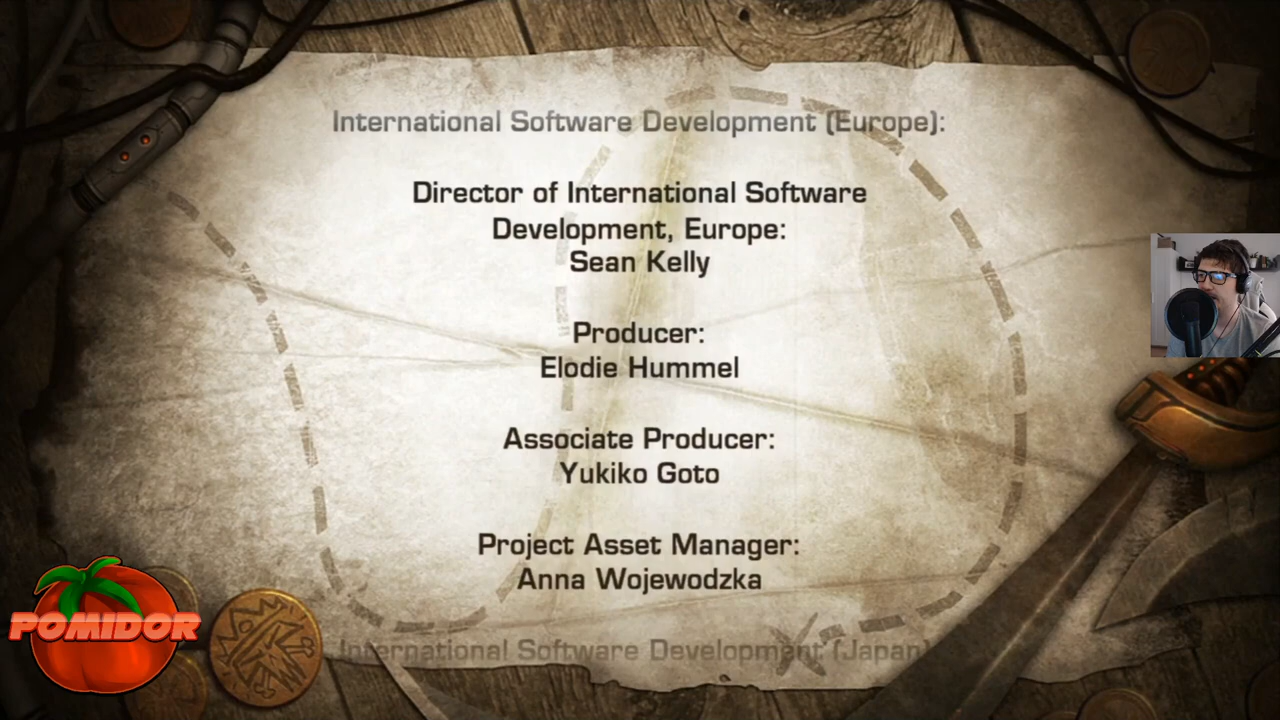 International Software Development (Europe):
Director of International Software
Development, Europe:
Sean Kelly
Producer:
Elodie Hummel
Associate Producer:
Yukiko Goto
Project Asset Manager:
Anna Wojewodzka
POMIDOR
International Software Development (Japan)